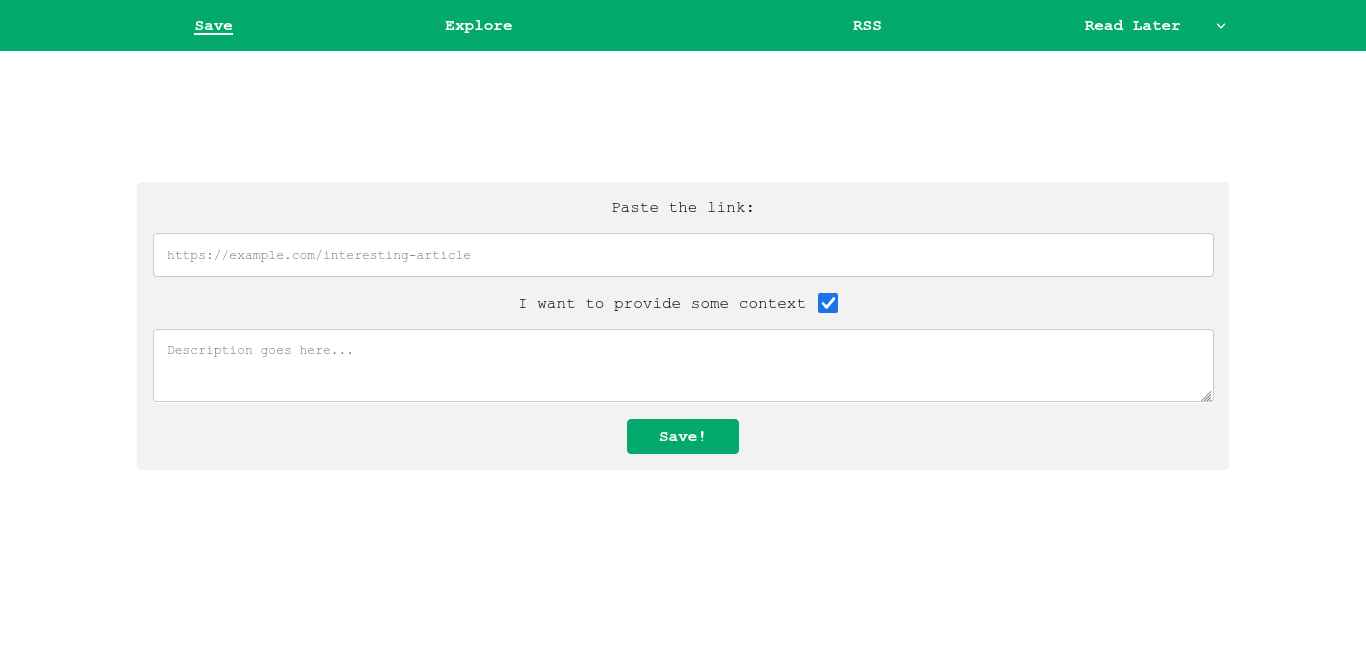 Save Explore RSS Read Later
Paste the link:
https://example.com/interesting-article
I want to provide some context
Description goes here...
Save!